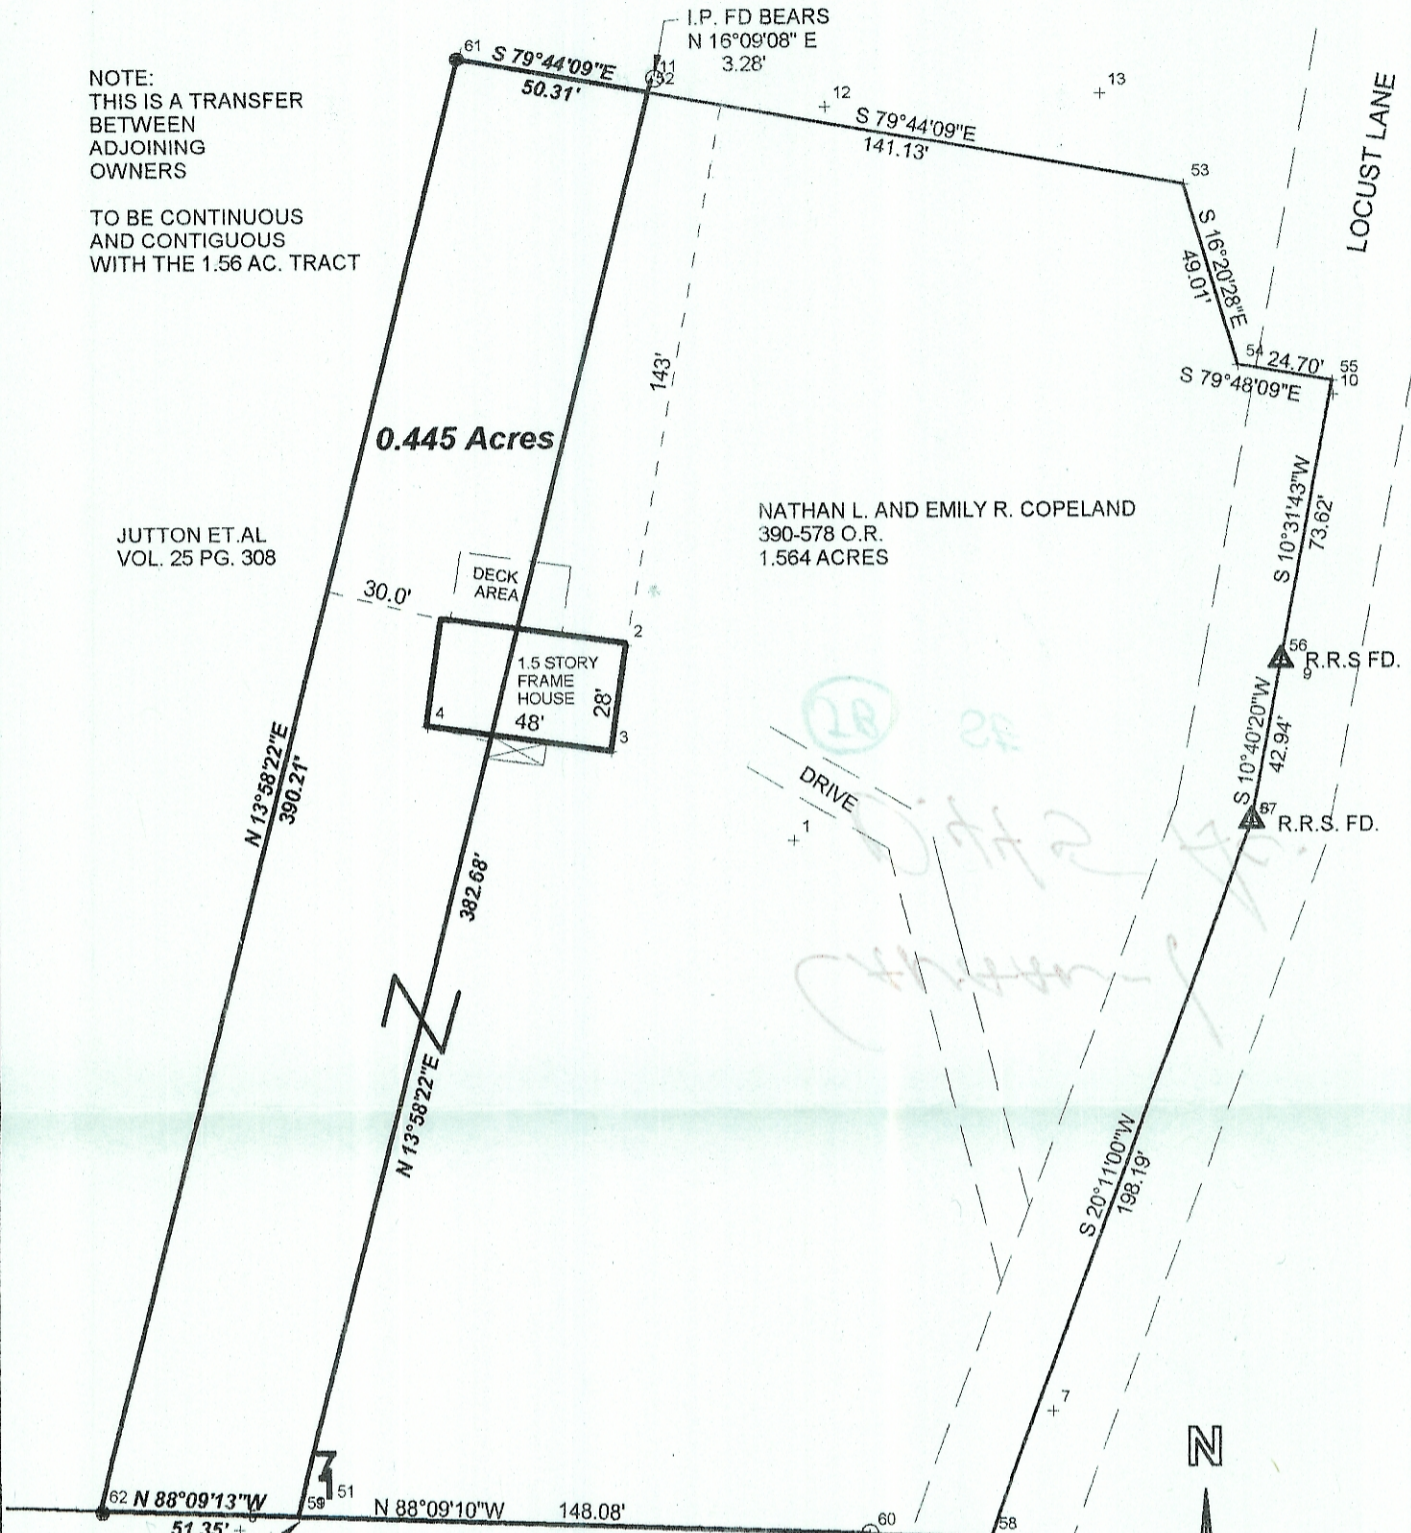 I.P. FD BEARS
N 16°09'08" E
3.28'
NOTE:
THIS IS A TRANSFER
BETWEEN
ADJOINING
OWNERS
TO BE CONTINUOUS
AND CONTIGUOUS
WITH THE 1.56 AC. TRACT
61
S 79°44'09"E
50.31'
11
52
12
13
S 79°44'09"E
141.13'
53
LOCUST LANE
S 16°20'28"E
49.01'
54
24.70'
55
10
S 79°48'09"E
143'
0.445 Acres
S 10°31'43"W
73.62'
NATHAN L. AND EMILY R. COPELAND
390-578 O.R.
1.564 ACRES
JUTTON ET.AL
VOL. 25 PG. 308
30.0'
DECK
AREA
2
1.5 STORY
FRAME
HOUSE
48'
28'
4
3
56
9
R.R.S FD.
S 10°40'20"W
42.94'
N 13°58'22"E
390.21'
DRIVE
1
R.R.S. FD.
382.68'
N 13°58'22"E
S 20°11'00"W
198.19'
7
N
62
N 88°09'13"W
51.35'
59
51
N 88°09'10"W
148.08'
60
58